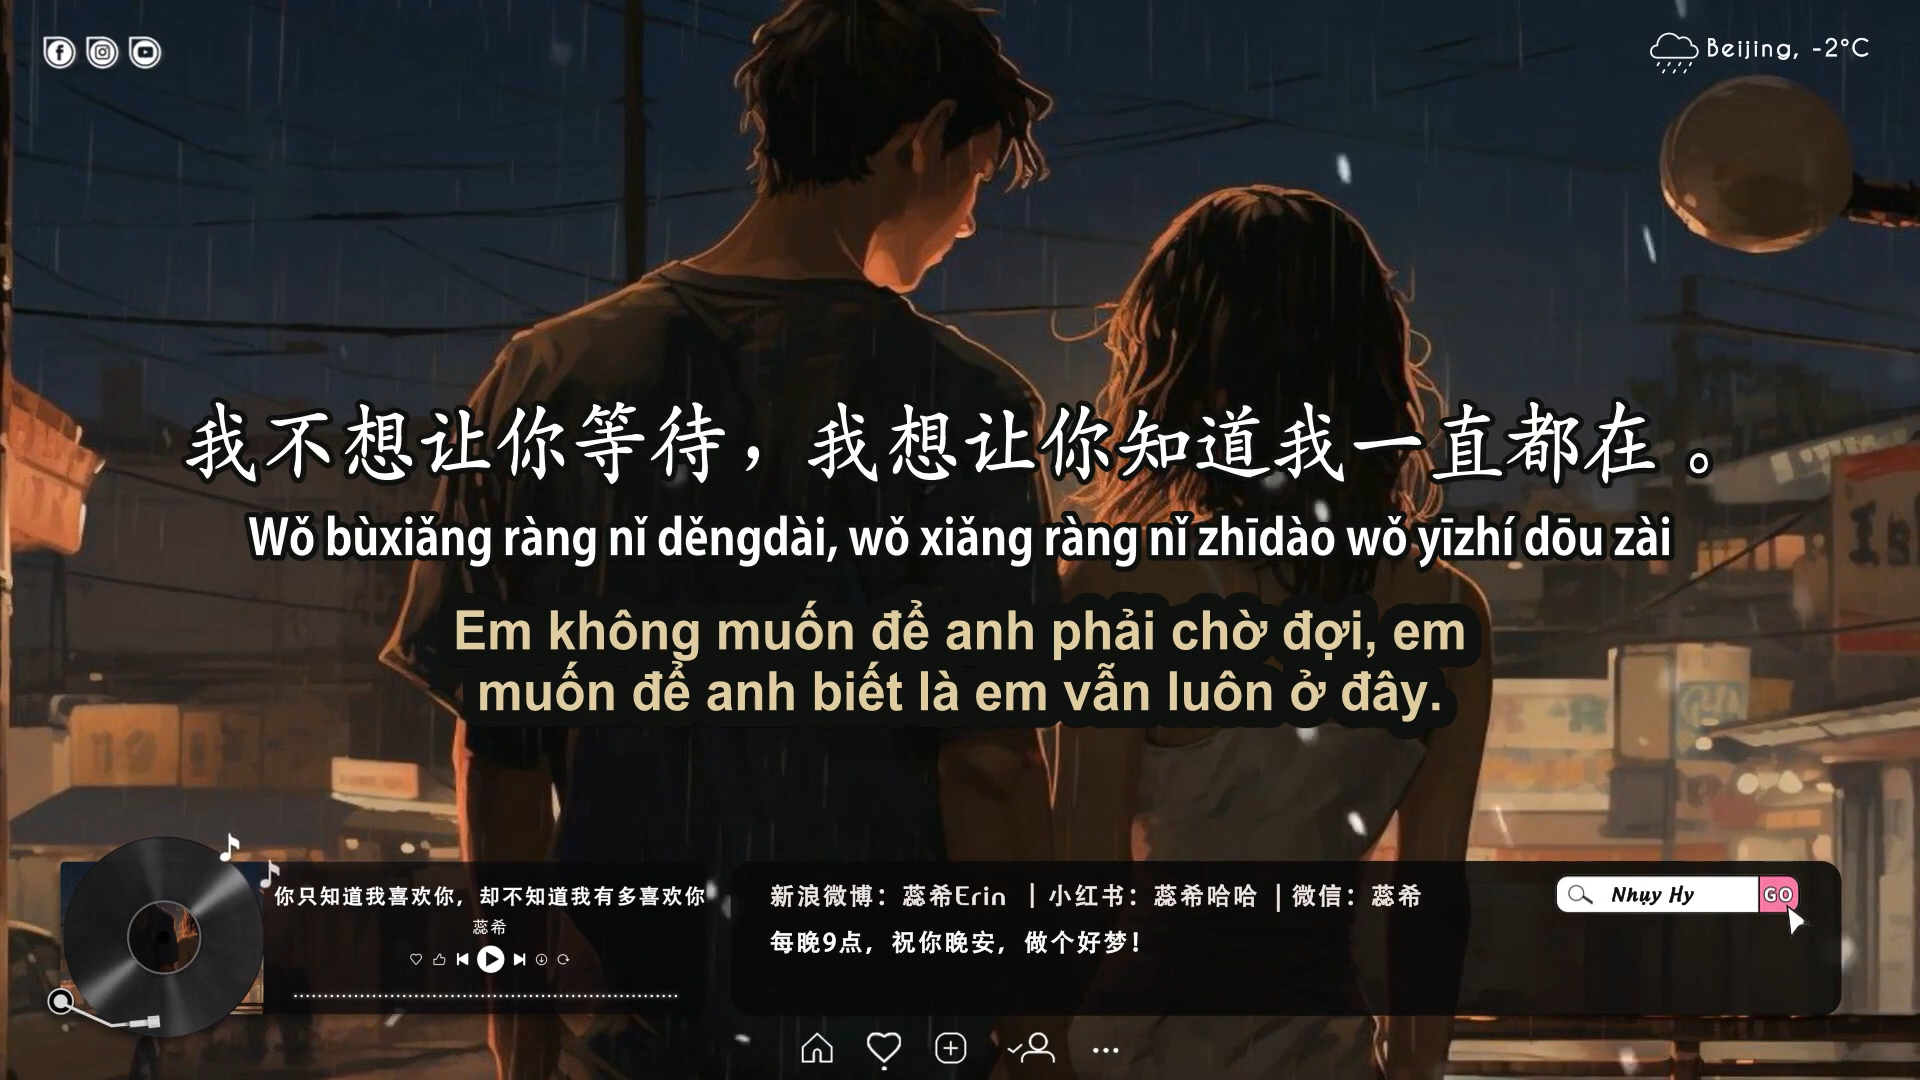 Beijing, -2°C
我不想让你等待，我想让你知道我一直都在。
Wǒ bùxiǎng ràng nǐ děngdài, wǒ xiǎng ràng nǐ zhīdào wǒ yīzhí dōu zài
Em không muốn để anh phải chờ đợi, em
muốn để anh biết là em vẫn luôn ở đây.
你只知道我喜欢你，却不知道我有多喜欢你
蕊希
新浪微博：蕊希Erin ｜小红书：蕊希哈哈 ｜微信：蕊希
每晚9点，祝你晚安，做个好梦！
Nhụy Hy
GO